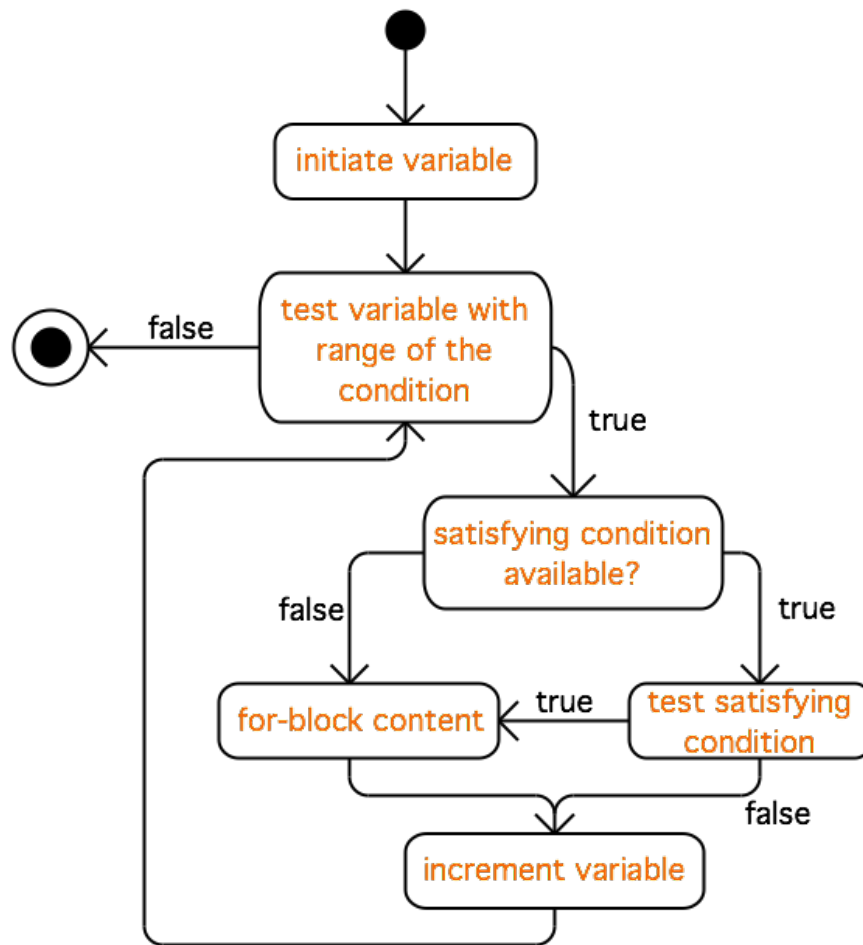 initiate variable
false
test variable with
range of the
condition
true
satisfying condition
available?
false
true
for-block content
true
test satisfying
condition
false
increment variable